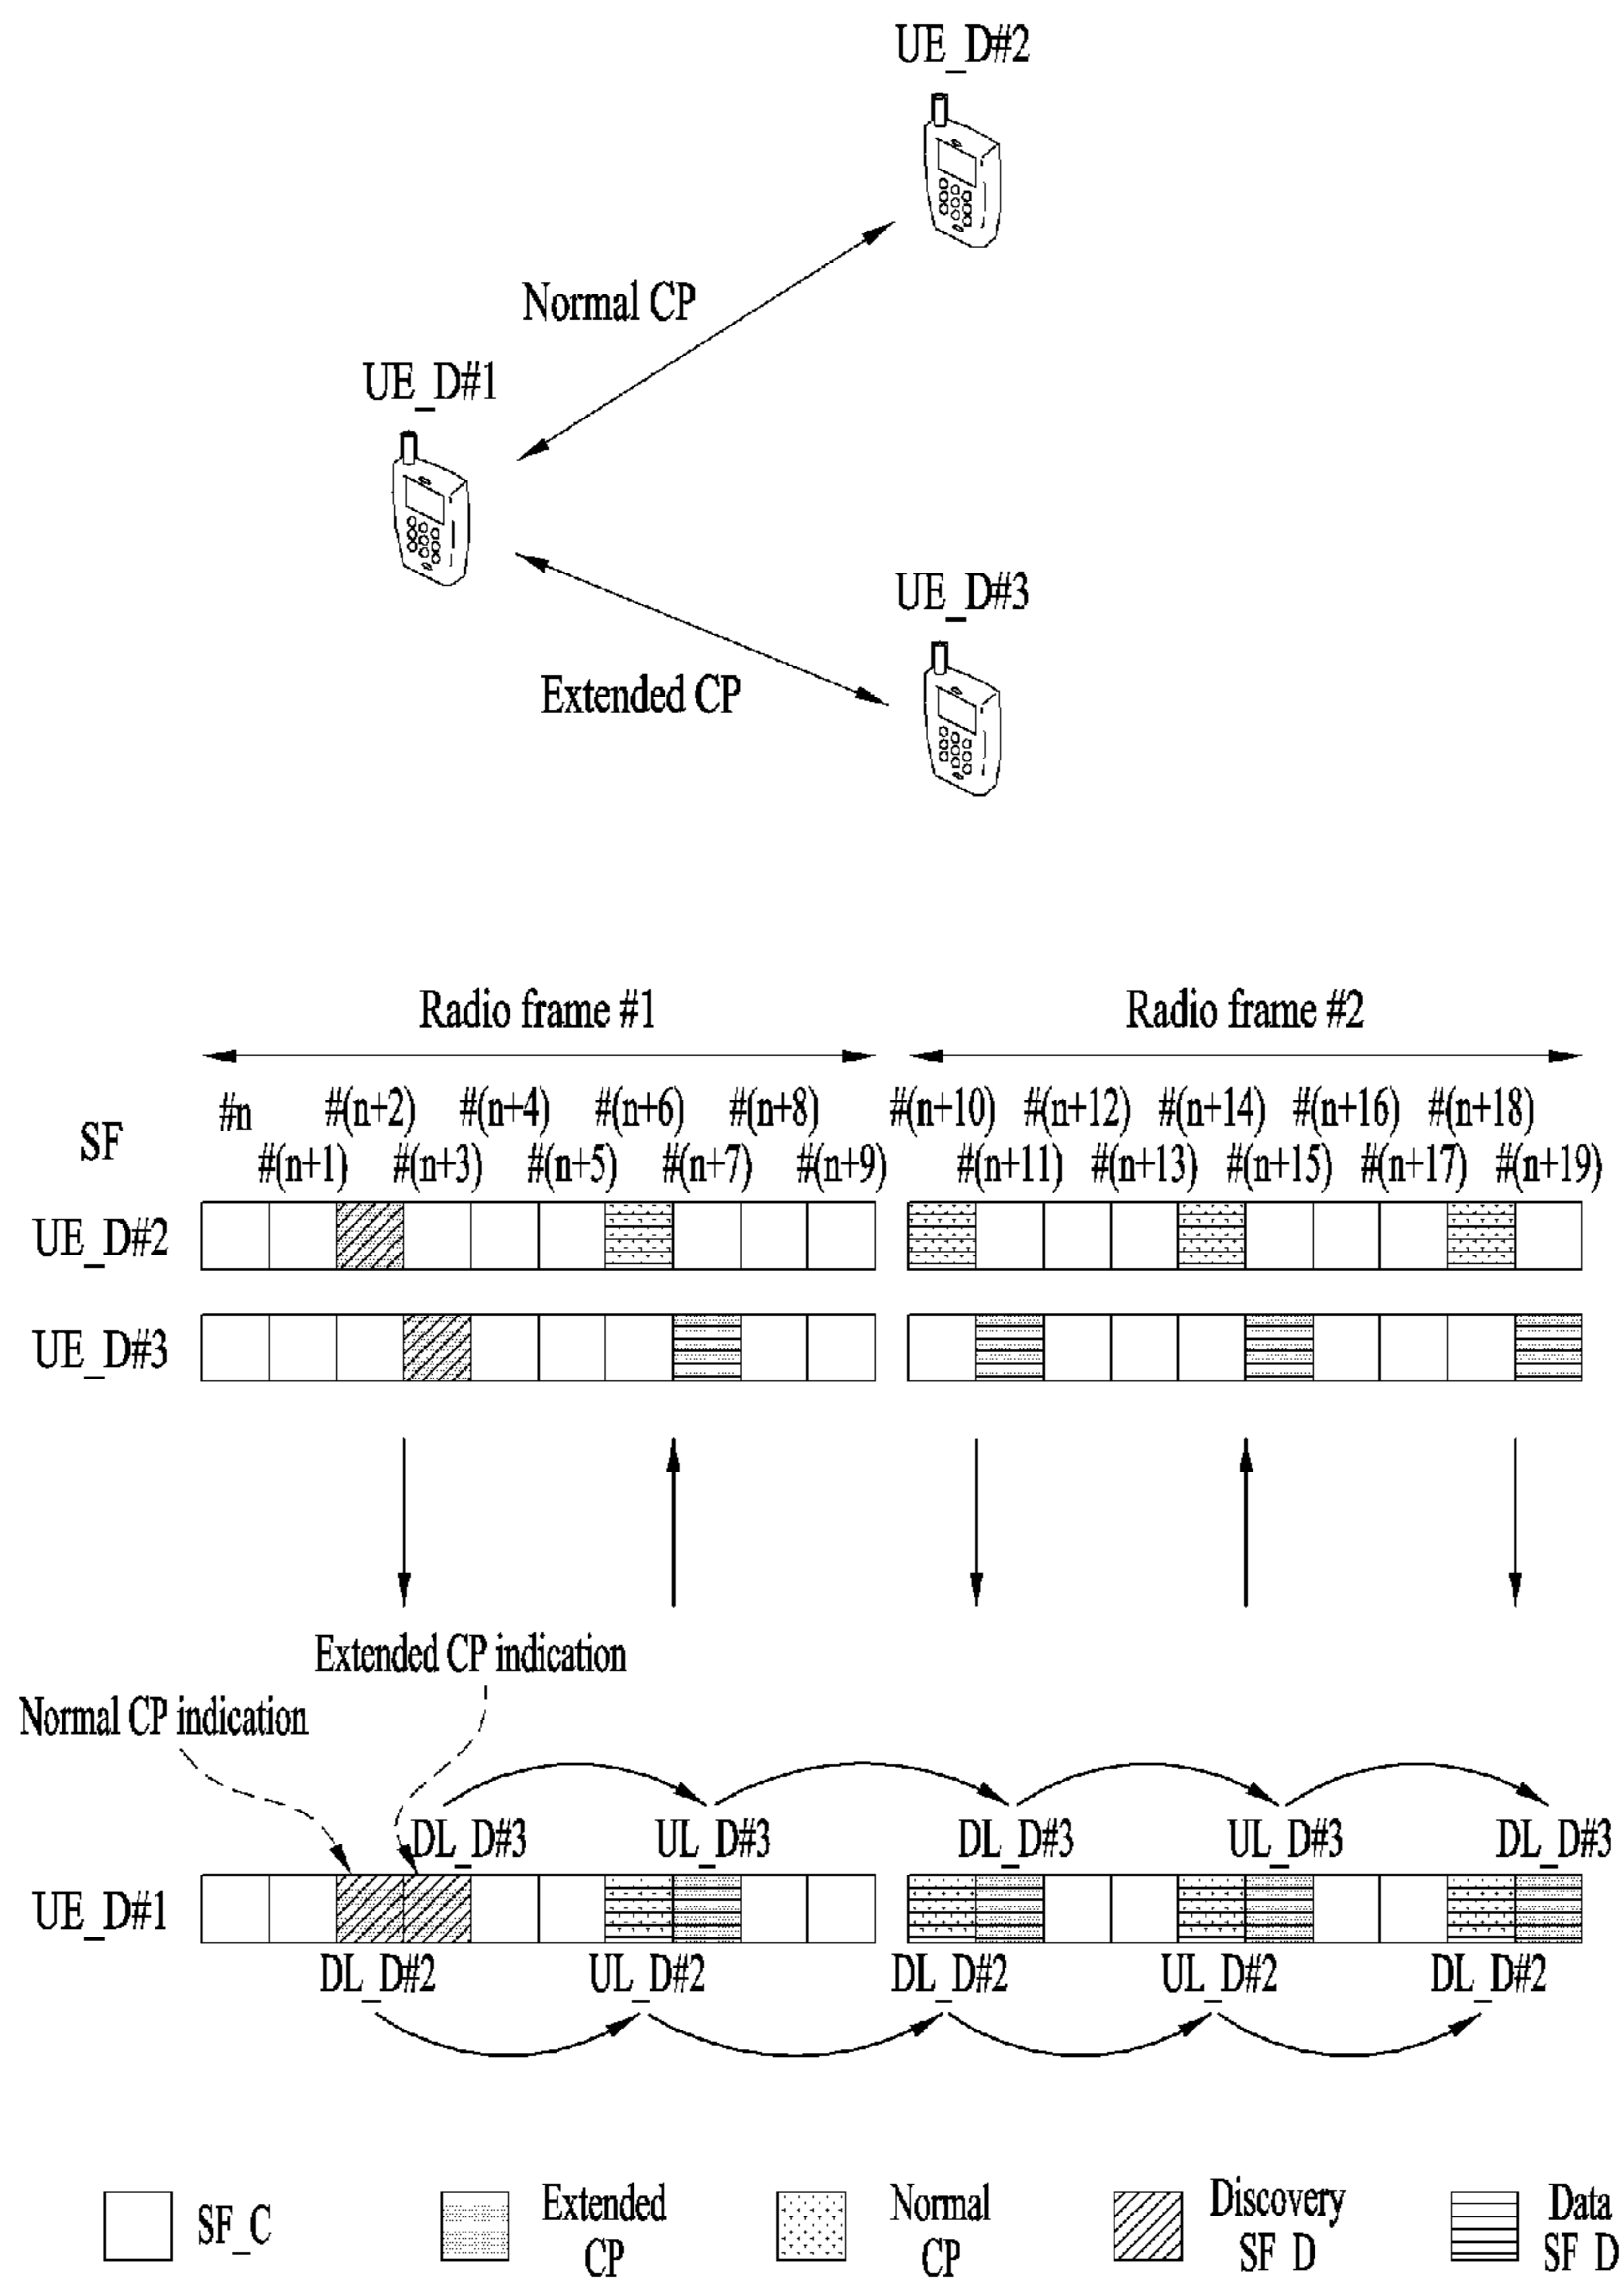 UE_D#2
Normal CP
UE_D#1
UE_D#3
Extended CP
Radio frame #1 Radio frame #2
#n #(n+2) #(n+4) #(n+6) #(n+8) #(n+10) #(n+12) #(n+14) #(n+16) #(n+18)
SF
#(n+1) #(n+3) #(n+5) #(n+7) #(n+9) #(n+11) #(n+13) #(n+15) #(n+17) #(n+19)
UE_D#2
UE_D#3
Extended CP indication
Normal CP indication
DL_D#3 UL_D#3 DL_D#3 UL_D#3 DL_D#3
UE_D#1
DL_D#2 UL_D#2 DL_D#2 UL_D#2 DL_D#2
SF_C
Extended
CP
Normal
CP
Discovery
SF_D
Data
SF_D